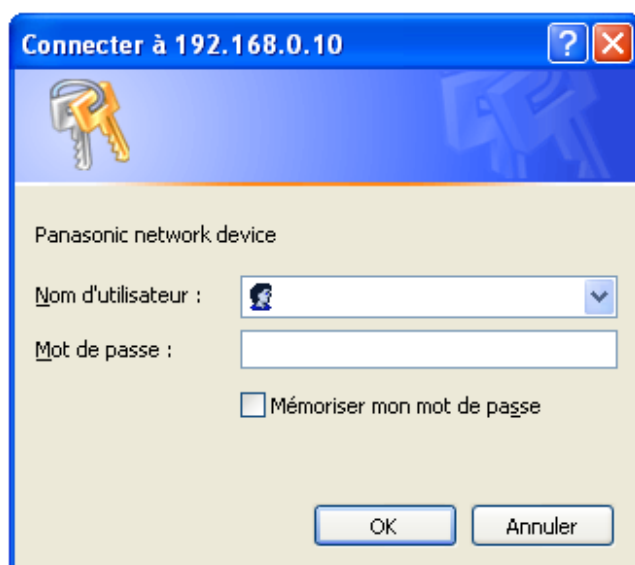 Connecter à 192.168.0.10
Panasonic network device
Nom d'utilisateur :
Mot de passe :
Mémoriser mon mot de passe
OK Annuler